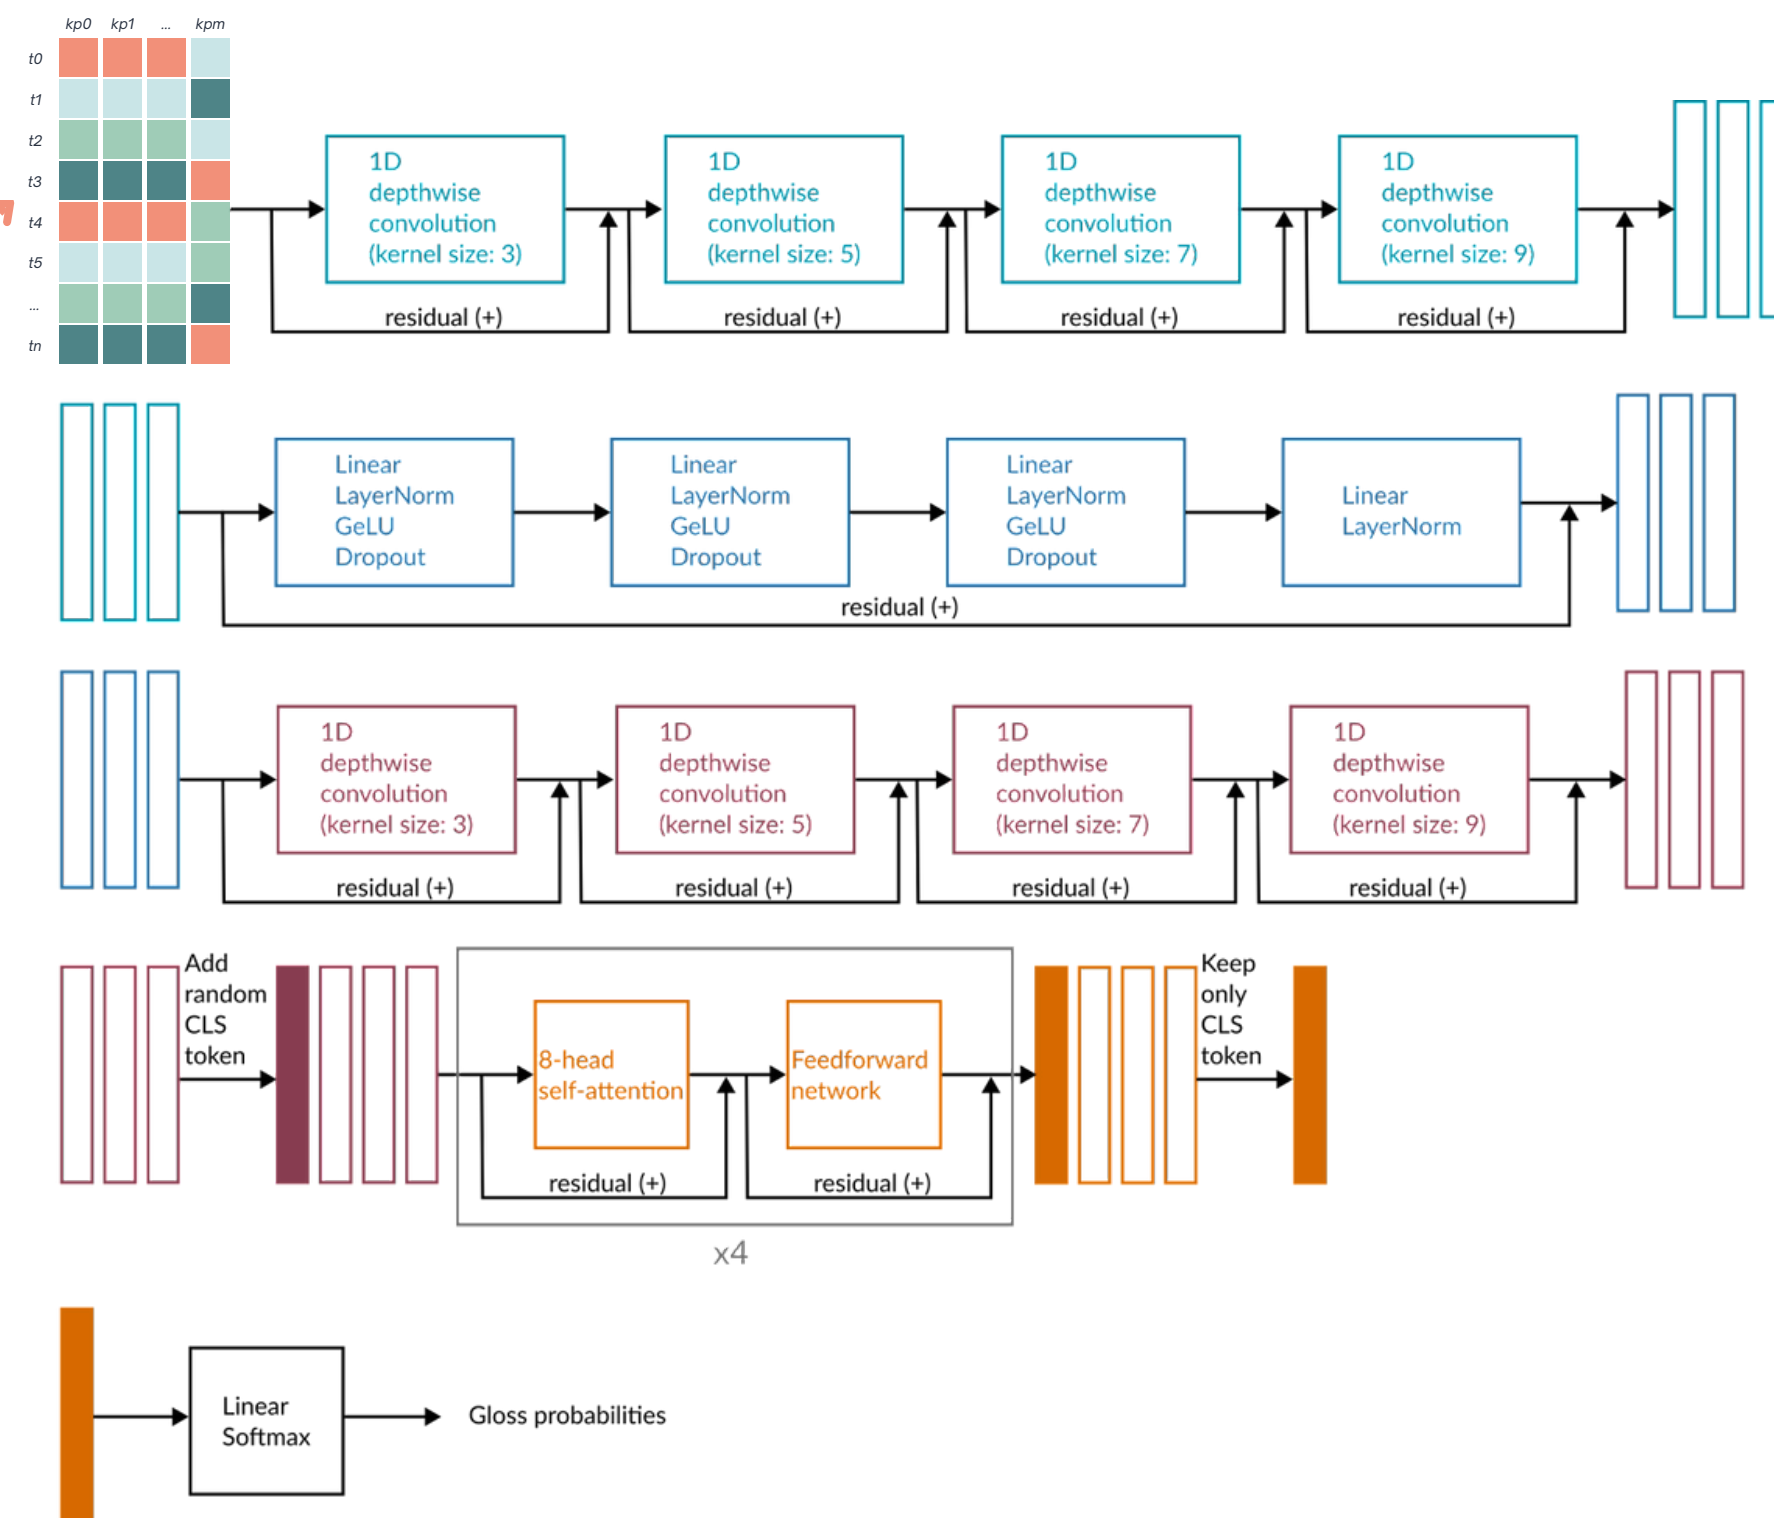 kp0 kp1 ... kpm
t0
t1
t2
t3
t4
t5
...
tn
1D
depthwise
convolution
(kernel size: 3)
residual (+)
1D
depthwise
convolution
(kernel size: 5)
residual (+)
1D
depthwise
convolution
(kernel size: 7)
residual (+)
1D
depthwise
convolution
(kernel size: 9)
residual (+)
Linear
LayerNorm
GeLU
Dropout
Linear
LayerNorm
GeLU
Dropout
Linear
LayerNorm
GeLU
Dropout
Linear
LayerNorm
residual (+)
1D
depthwise
convolution
(kernel size: 3)
residual (+)
1D
depthwise
convolution
(kernel size: 5)
residual (+)
1D
depthwise
convolution
(kernel size: 7)
residual (+)
1D
depthwise
convolution
(kernel size: 9)
residual (+)
Add
random
CLS
token
8-head
self-attention
residual (+)
Feedforward
network
residual (+)
x4
Keep
only
CLS
token
Linear
Softmax
Gloss probabilities